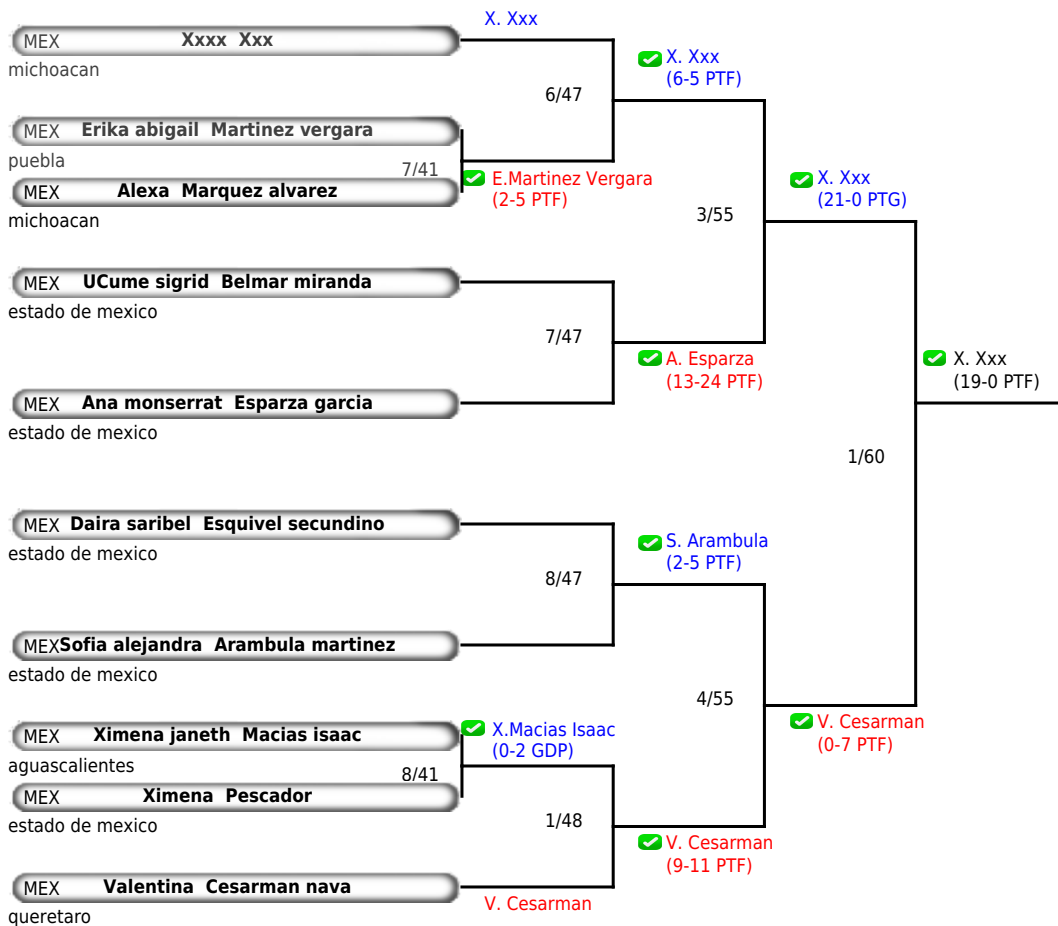 X. Xxx
MEX Xxxx Xxx
michoacan
X. Xxx
(6-5 PTF)
6/47
MEX Erika abigail Martinez vergara
puebla
7/41
E.Martinez Vergara
(2-5 PTF)
MEX Alexa Marquez alvarez
michoacan
X. Xxx
(21-0 PTG)
3/55
MEX UCume sigrid Belmar miranda
estado de mexico
7/47
A. Esparza
(13-24 PTF)
X. Xxx
(19-0 PTF)
MEX Ana monserrat Esparza garcia
estado de mexico
1/60
MEX Daira saribel Esquivel secundino
estado de mexico
S. Arambula
(2-5 PTF)
8/47
MEX Sofia alejandra Arambula martinez
estado de mexico
4/55
MEX Ximena janeth Macias isaac
aguascalientes
X.Macias Isaac
(0-2 GDP)
V. Cesarman
(0-7 PTF)
8/41
MEX Ximena Pescador
estado de mexico
1/48
V. Cesarman
(9-11 PTF)
MEX Valentina Cesarman nava
queretaro
V. Cesarman